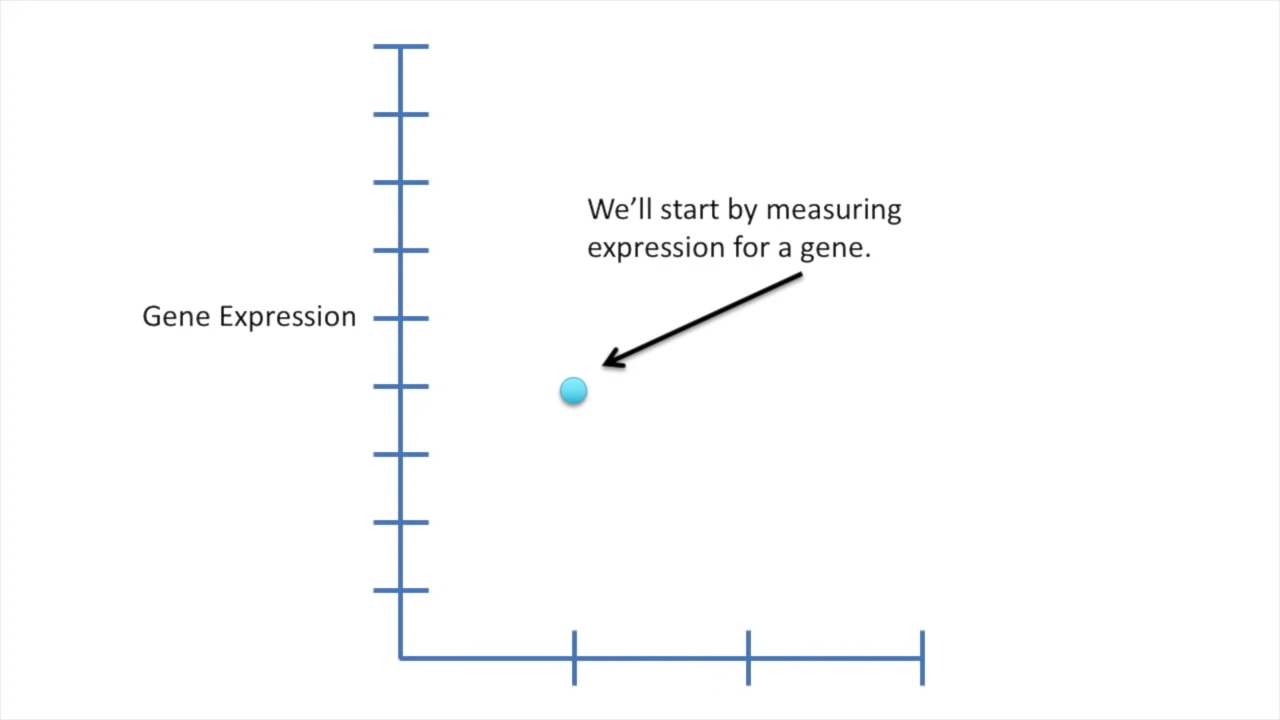 We’ll start by measuring
expression for a gene.
Gene Expression